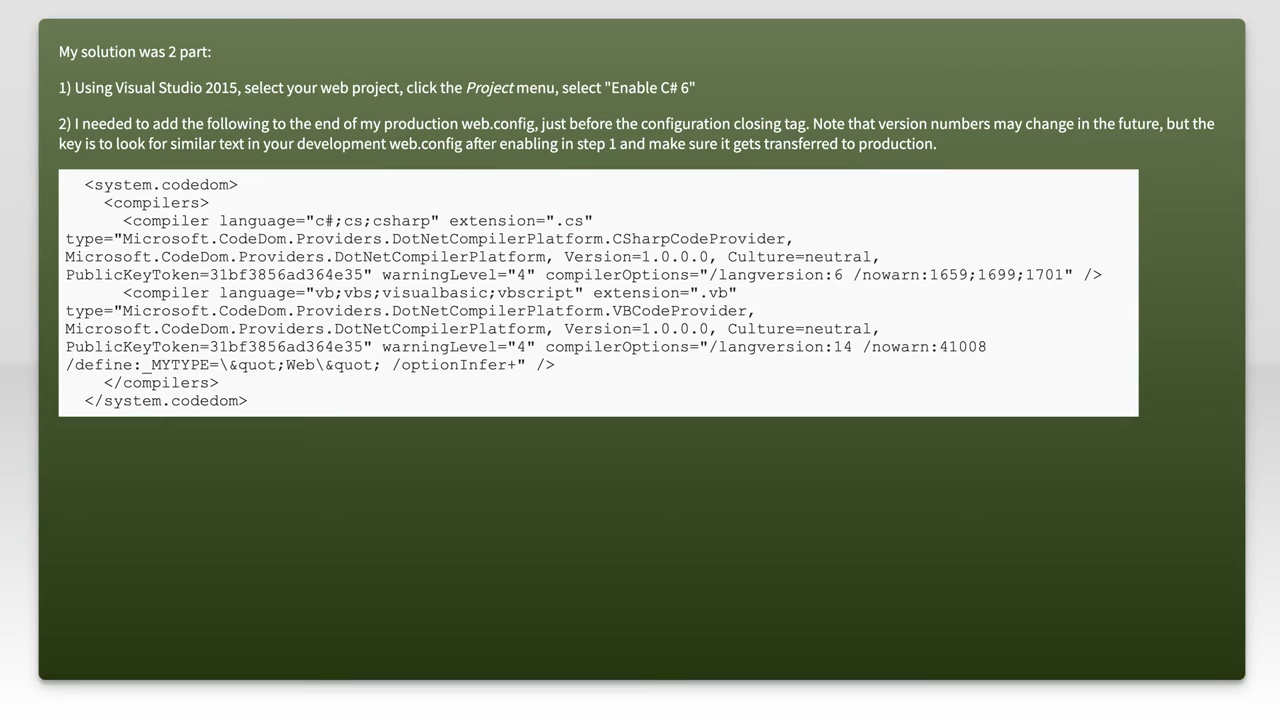 My solution was 2 part:
1) Using Visual Studio 2015, select your web project, click the Project menu, select "Enable C# 6"
2) I needed to add the following to the end of my production web.config, just before the configuration closing tag. Note that version numbers may change in the future, but the
key is to look for similar text in your development web.config after enabling in step 1 and make sure it gets transferred to production.
  <system.codedom>
    <compilers>
      <compiler language="c#;cs;csharp" extension=".cs"
type="Microsoft.CodeDom.Providers.DotNetCompilerPlatform.CSharpCodeProvider,
Microsoft.CodeDom.Providers.DotNetCompilerPlatform, Version=1.0.0.0, Culture=neutral,
PublicKeyToken=31bf3856ad364e35" warningLevel="4" compilerOptions="/langversion:6 /nowarn:1659;1699;1701" />
      <compiler language="vb;vbs;visualbasic;vbscript" extension=".vb"
type="Microsoft.CodeDom.Providers.DotNetCompilerPlatform.VBCodeProvider,
Microsoft.CodeDom.Providers.DotNetCompilerPlatform, Version=1.0.0.0, Culture=neutral,
PublicKeyToken=31bf3856ad364e35" warningLevel="4" compilerOptions="/langversion:14 /nowarn:41008
/define:_MYTYPE=\&quot;Web\&quot; /optionInfer+" />
    </compilers>
  </system.codedom>